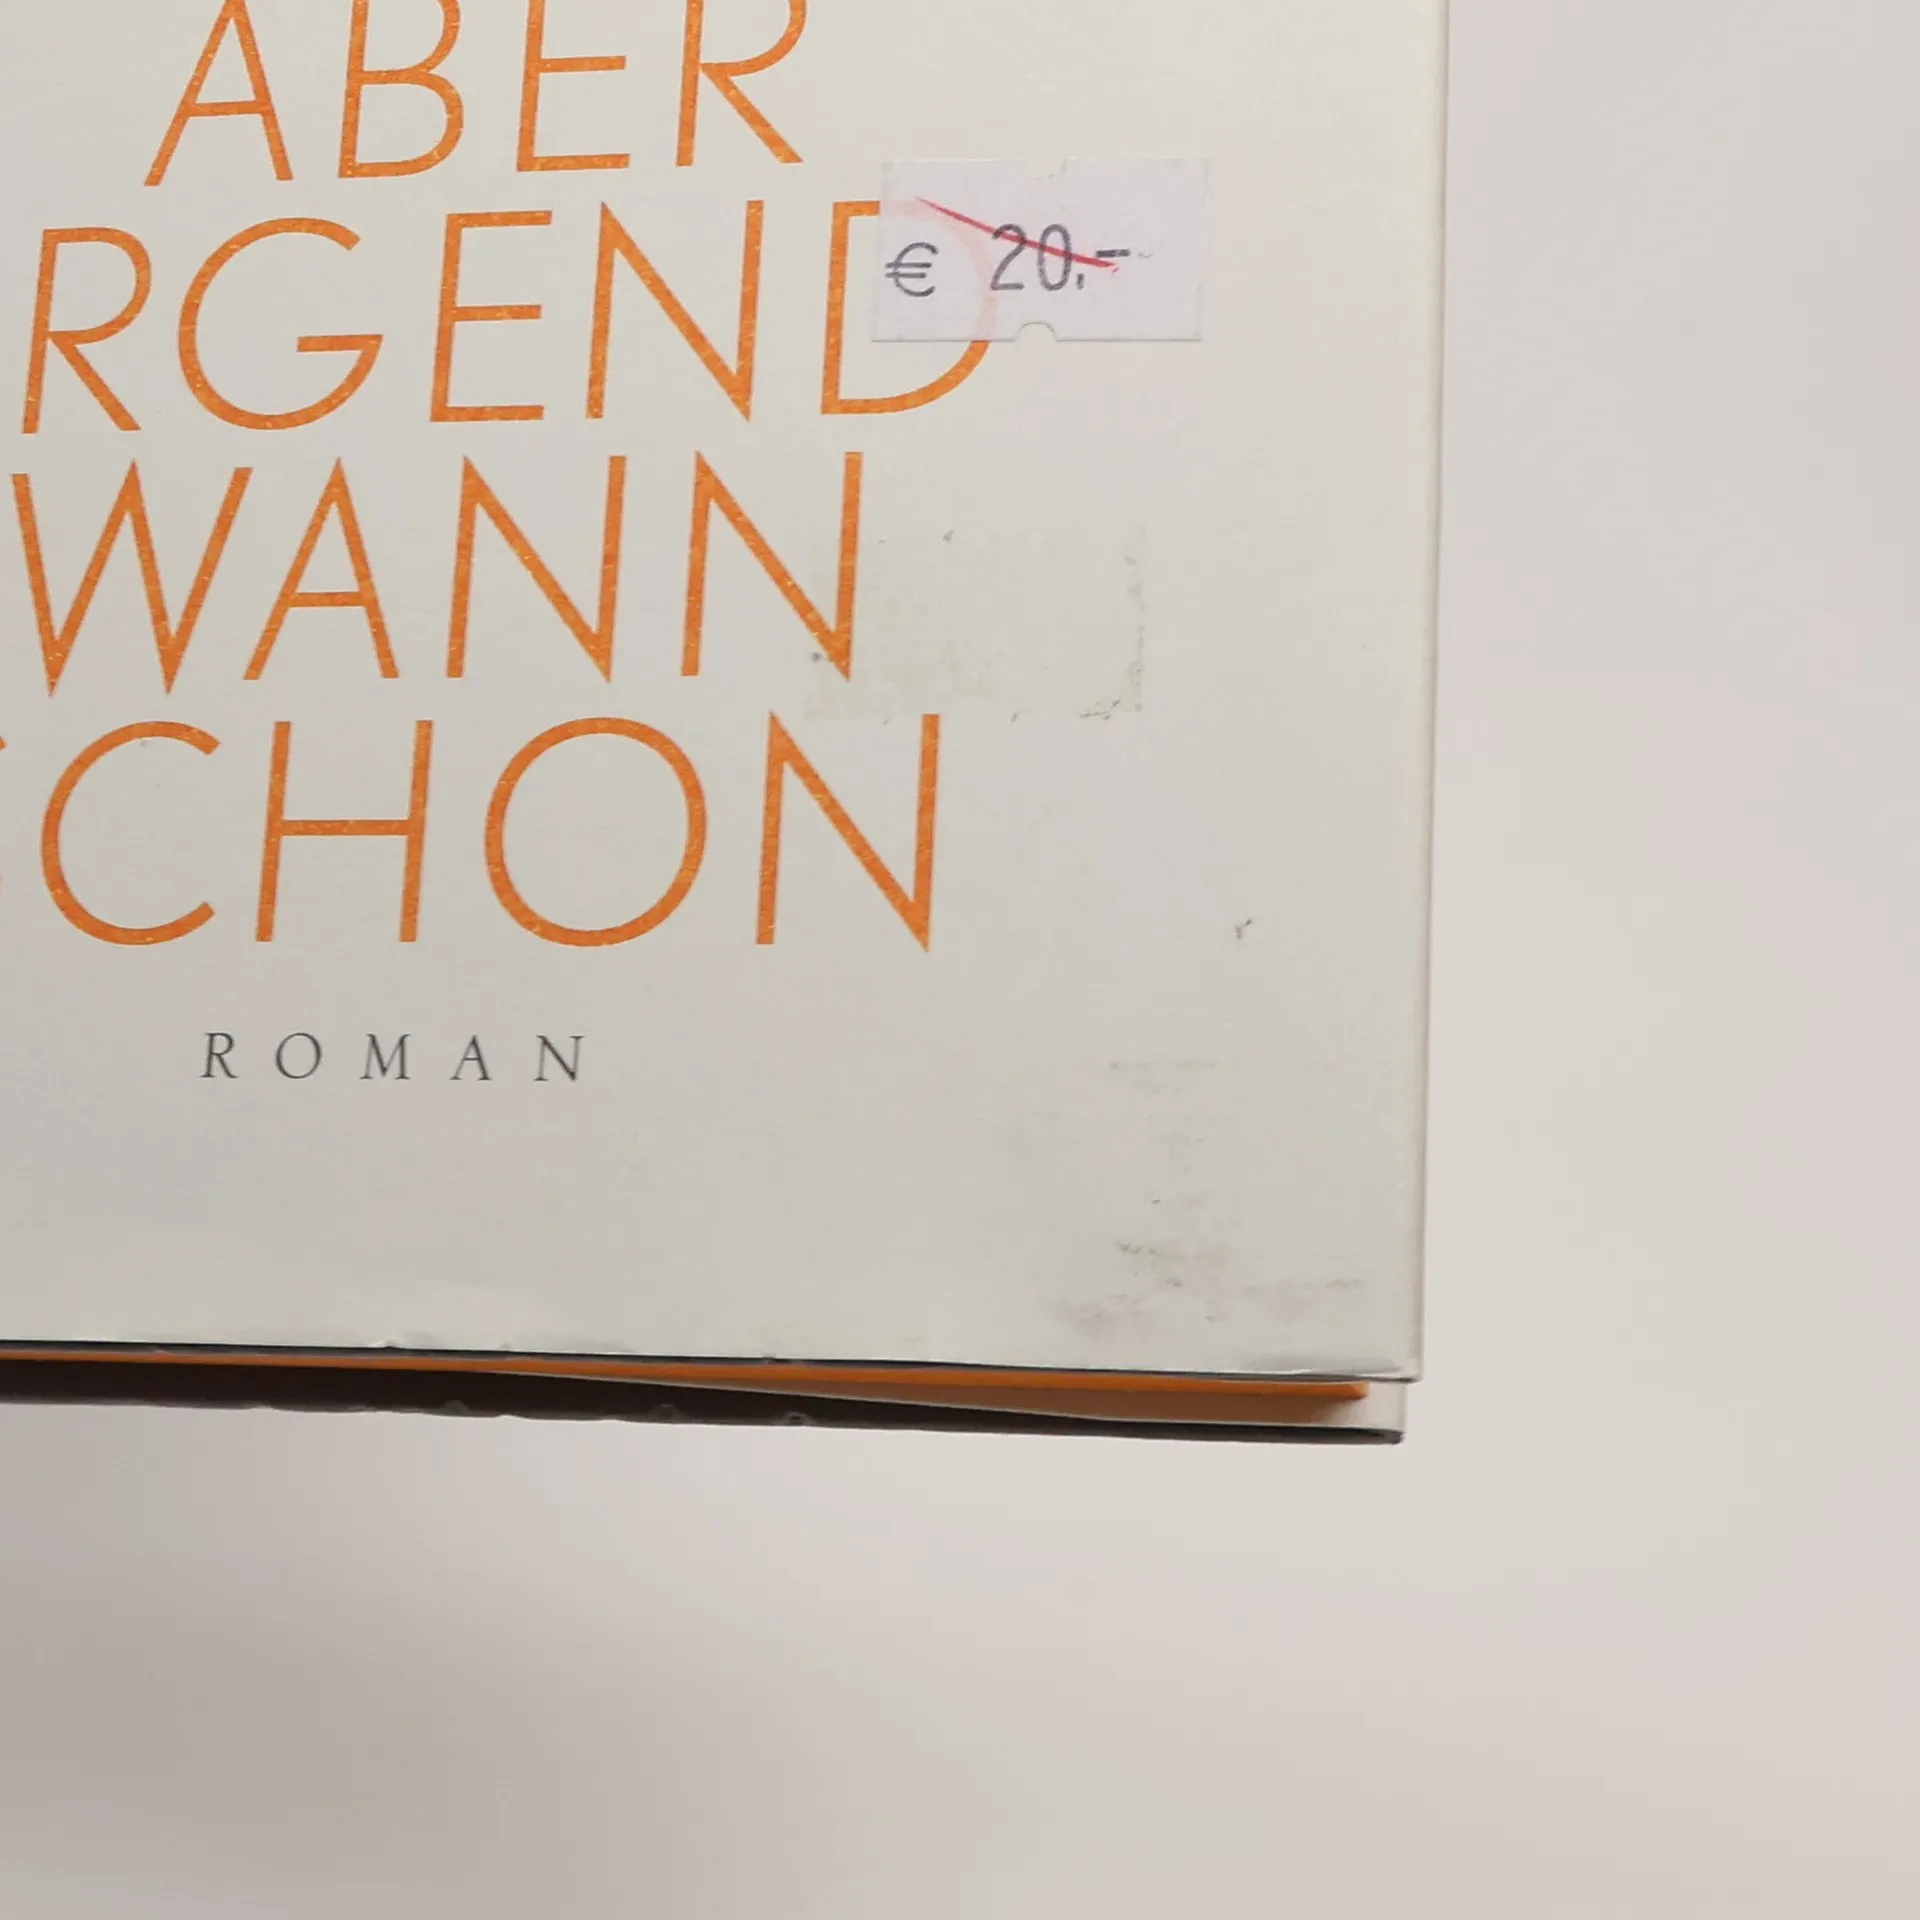 ABER
RGEND
€ 20.-
WANN
CHON
ROMAN